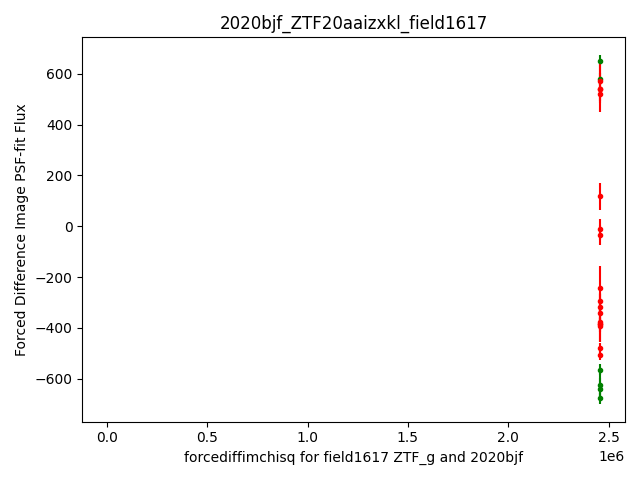 2020bjf_ZTF20aaizxkl_field1617
Forced Difference Image PSF-fit Flux
600
400
200
0
−200
−400
−600
0.0 0.5 1.0 1.5 2.0 2.5
1e6
forcediffimchisq for field1617 ZTF_g and 2020bjf